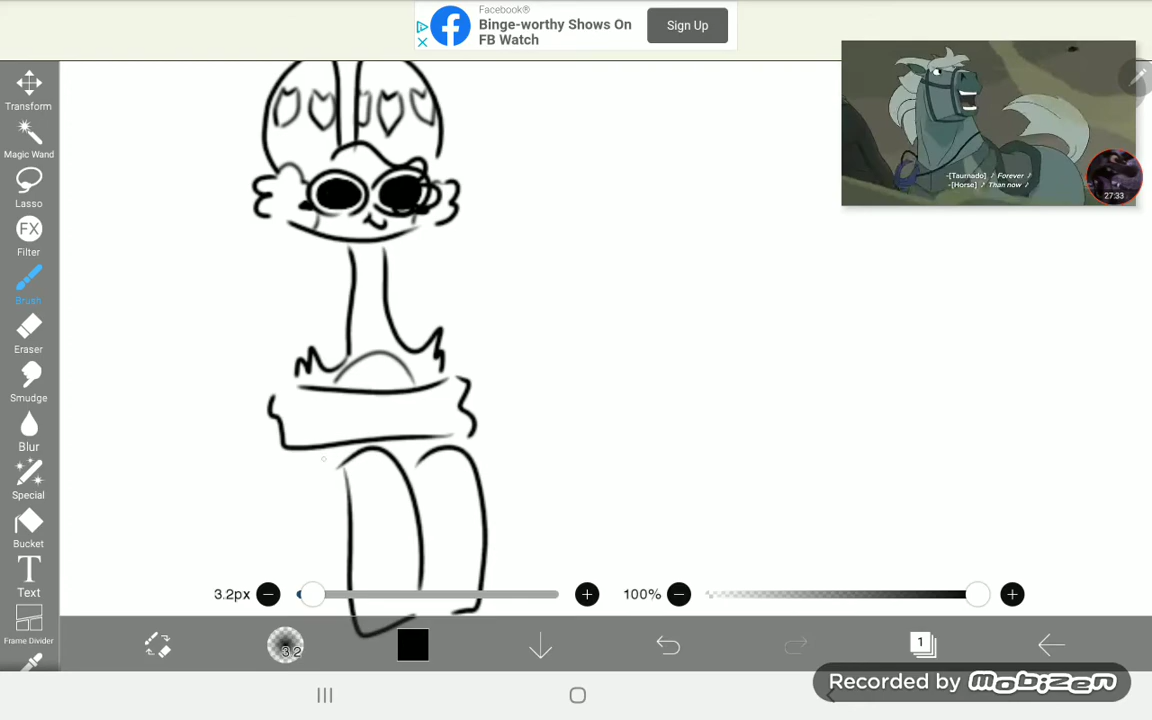 Facebook®
Binge-worthy Shows On
FB Watch
Sign Up
Transform
Magic Wand
Lasso
FX
Filter
Brush
Eraser
Smudge
Blur
Special
Bucket
T
Text
Frame Divider
-[Taurnado] ♪ Forever ♪
-[Horse] ♪ Than now ♪
27:33
3.2px
100%
3.2
1
Recorded by mobizen